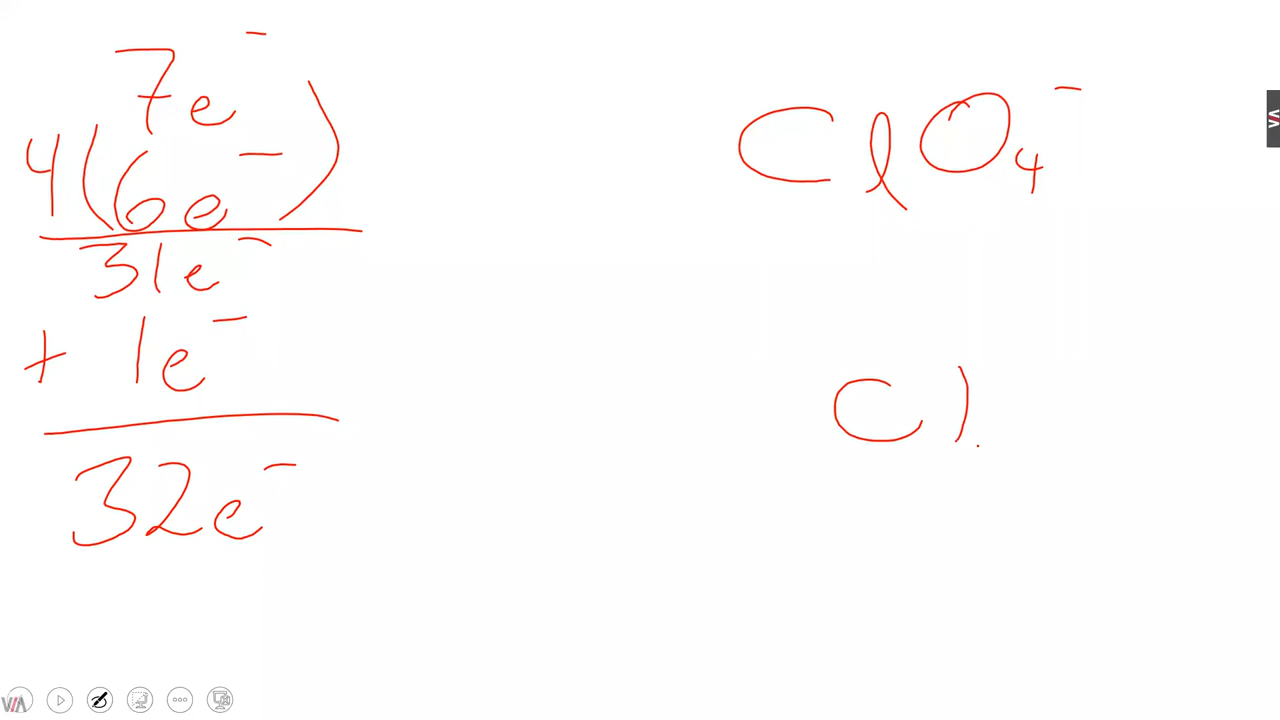 7e⁻
4(6e⁻)
31e⁻
+ 1e⁻
32e⁻
ClO₄⁻
Cl